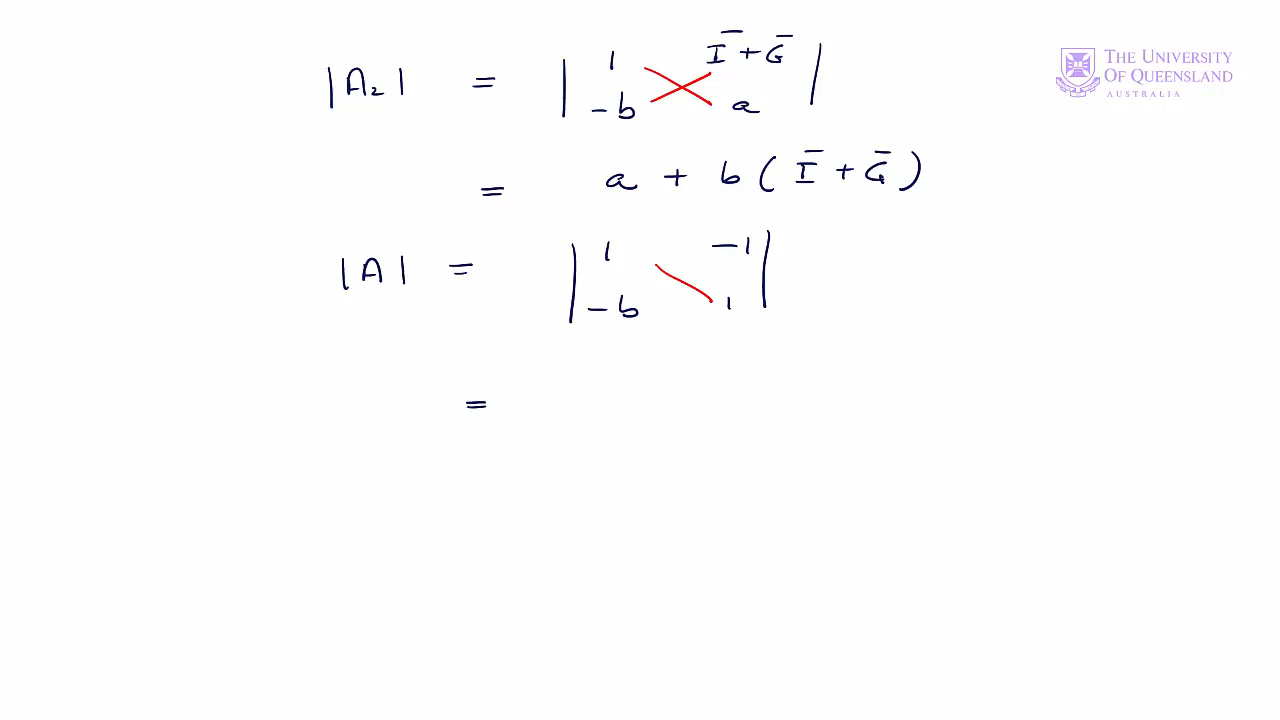 |A₂| = | 1 Ī + Ḡ |
| -b a |
= a + b ( Ī + Ḡ )
|A| = | 1 -1 |
| -b 1 |
=
THE UNIVERSITY
OF QUEENSLAND
AUSTRALIA